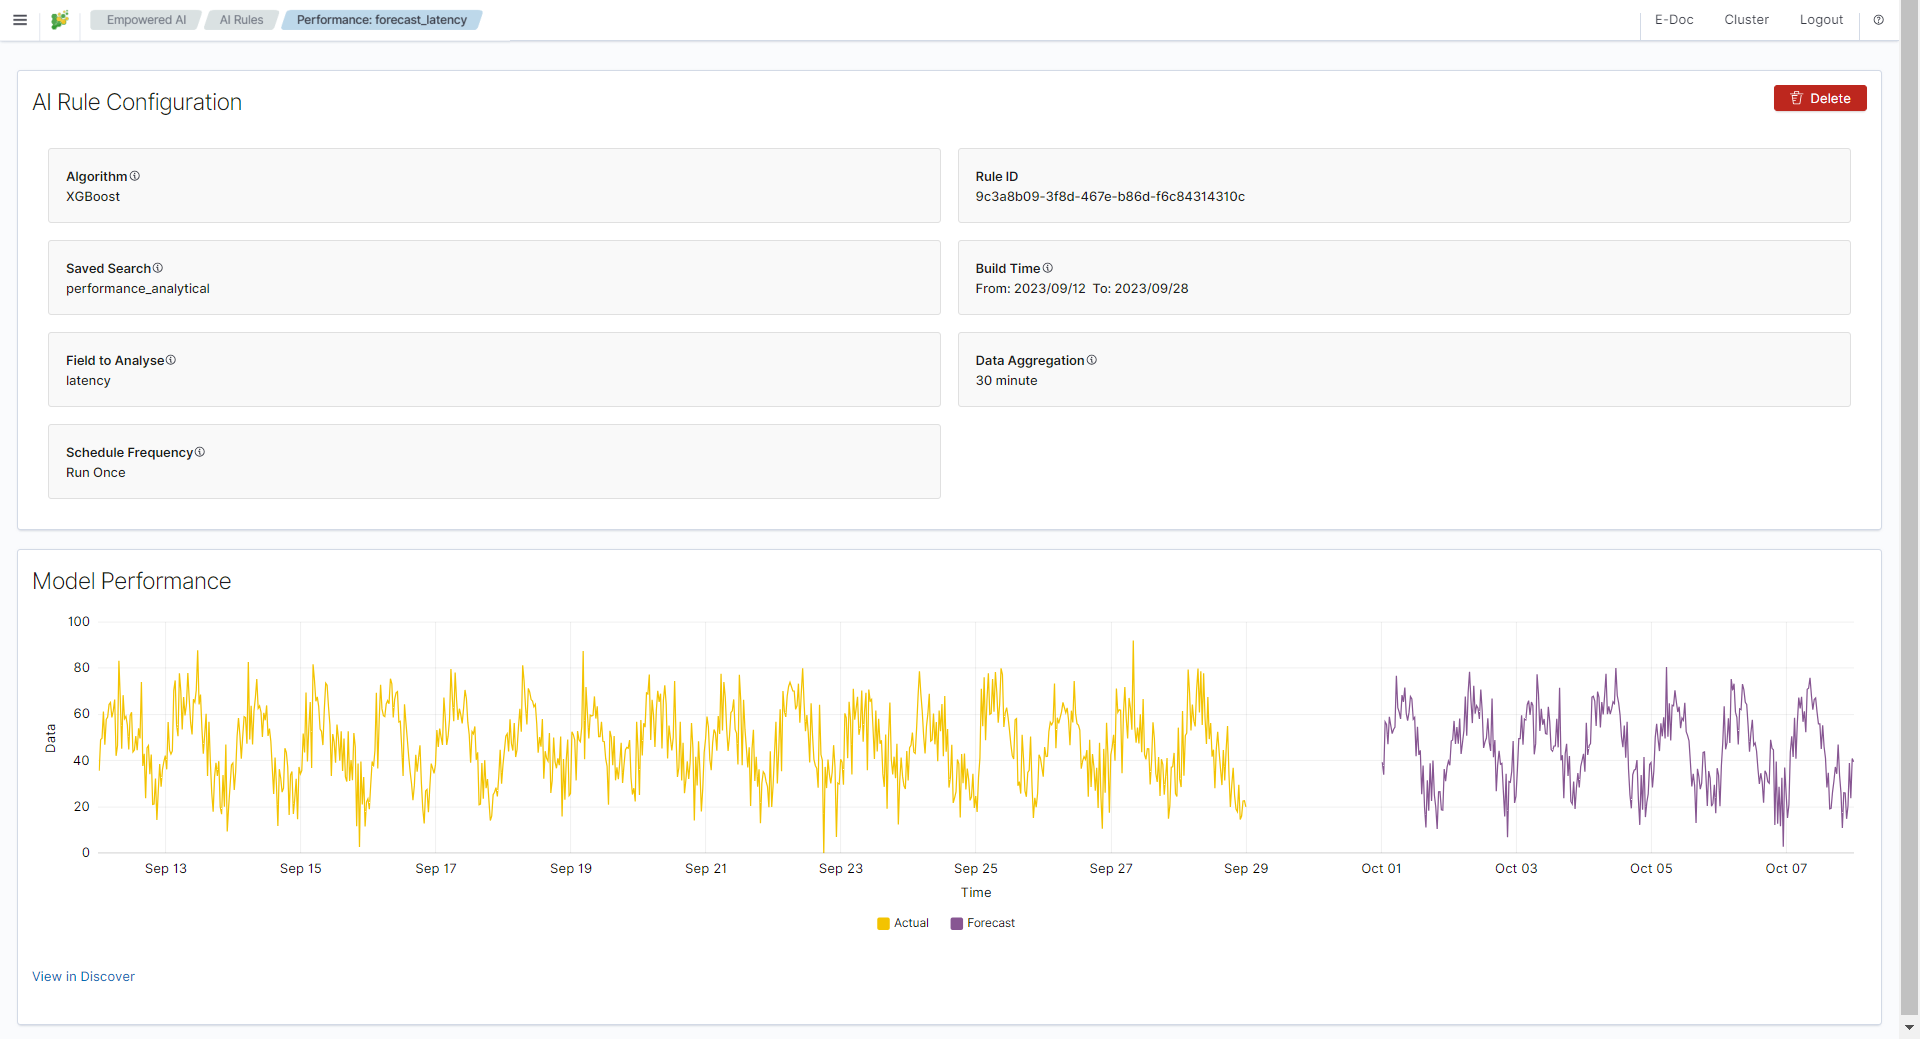 Empowered AI
AI Rules
Performance: forecast_latency
E-Doc
Cluster
Logout
AI Rule Configuration
Delete
Algorithm
XGBoost
Rule ID
9c3a8b09-3f8d-467e-b86d-f6c84314310c
Saved Search
performance_analytical
Build Time
From: 2023/09/12 To: 2023/09/28
Field to Analyse
latency
Data Aggregation
30 minute
Schedule Frequency
Run Once
Model Performance
100
80
60
40
20
0
Data
Sep 13
Sep 15
Sep 17
Sep 19
Sep 21
Sep 23
Sep 25
Sep 27
Sep 29
Oct 01
Oct 03
Oct 05
Oct 07
Time
Actual
Forecast
View in Discover